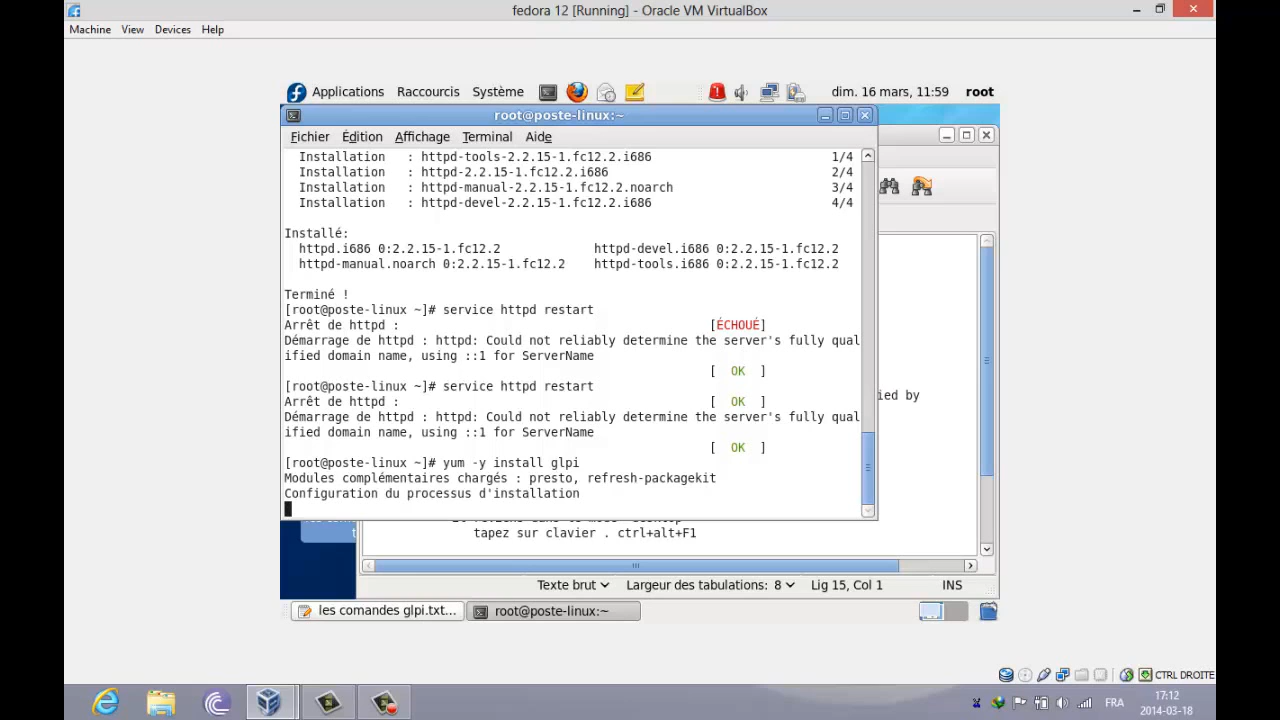 fedora 12 [Running] - Oracle VM VirtualBox
Machine View Devices Help
Applications Raccourcis Système dim. 16 mars, 11:59 root
root@poste-linux:~
Fichier Édition Affichage Terminal Aide
Installation : httpd-tools-2.2.15-1.fc12.2.i686 1/4
Installation : httpd-2.2.15-1.fc12.2.i686 2/4
Installation : httpd-manual-2.2.15-1.fc12.2.noarch 3/4
Installation : httpd-devel-2.2.15-1.fc12.2.i686 4/4
Installé:
httpd.i686 0:2.2.15-1.fc12.2 httpd-devel.i686 0:2.2.15-1.fc12.2
httpd-manual.noarch 0:2.2.15-1.fc12.2 httpd-tools.i686 0:2.2.15-1.fc12.2
Terminé !
[root@poste-linux ~]# service httpd restart
Arrêt de httpd : [ÉCHOUÉ]
Démarrage de httpd : httpd: Could not reliably determine the server's fully qual
ified domain name, using ::1 for ServerName
[ OK ]
[root@poste-linux ~]# service httpd restart
ied by
Arrêt de httpd : [ OK ]
Démarrage de httpd : httpd: Could not reliably determine the server's fully qual
ified domain name, using ::1 for ServerName
[ OK ]
[root@poste-linux ~]# yum -y install glpi
Modules complémentaires chargés : presto, refresh-packagekit
Configuration du processus d'installation
tapez sur clavier . ctrl+alt+F1
Texte brut Largeur des tabulations: 8 Lig 15, Col 1 INS
les comandes glpi.txt... root@poste-linux:~
CTRL DROITE
FRA 17:12
2014-03-18